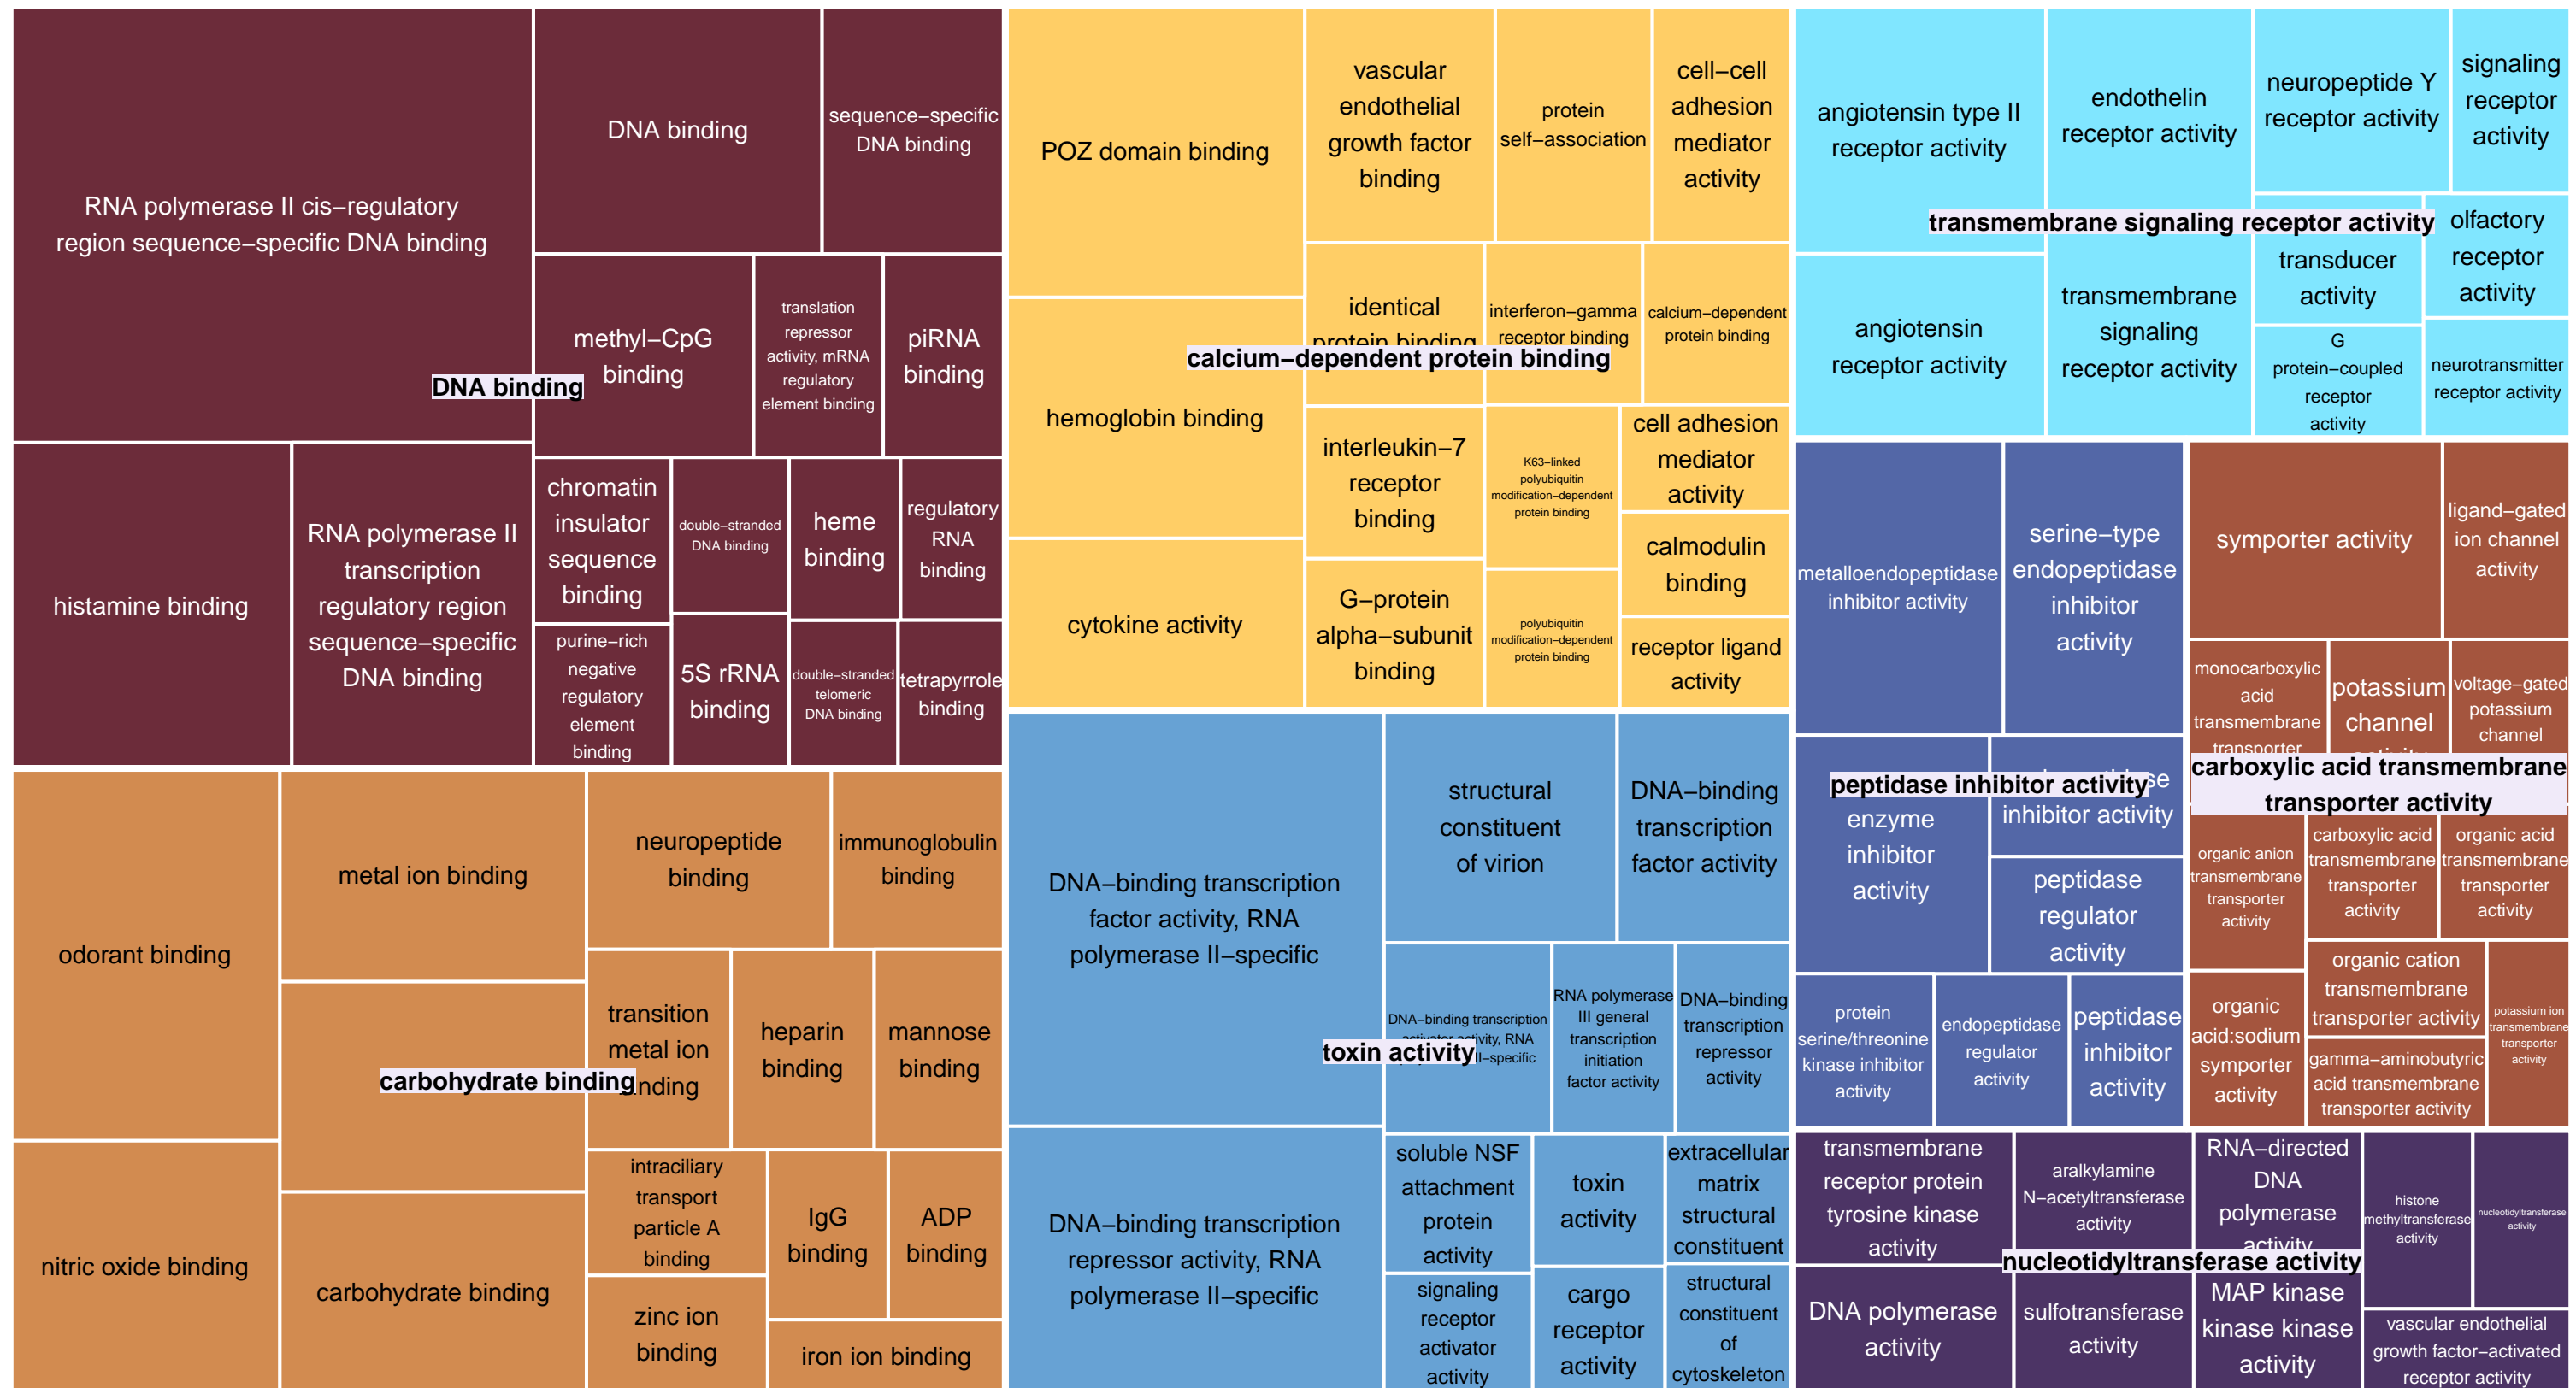 RNA polymerase II cis−regulatory
region sequence−specific DNA binding
DNA binding
sequence−specific
DNA binding
methyl−CpG
binding
translation
repressor
activity, mRNA
regulatory
element binding
piRNA
binding
DNA binding
histamine binding
RNA polymerase II
transcription
regulatory region
sequence−specific
DNA binding
chromatin
insulator
sequence
binding
double−stranded
DNA binding
heme
binding
regulatory
RNA
binding
purine−rich
negative
regulatory
element
binding
5S rRNA
binding
double−stranded
telomeric
DNA binding
tetrapyrrole
binding
odorant binding
metal ion binding
neuropeptide
binding
immunoglobulin
binding
transition
metal ion
heparin
binding
mannose
binding
carbohydrate binding
nitric oxide binding
carbohydrate binding
intraciliary
transport
particle A
binding
IgG
binding
ADP
binding
zinc ion
binding
iron ion binding
POZ domain binding
vascular
endothelial
growth factor
binding
protein
self−association
cell−cell
adhesion
mediator
activity
identical
protein binding
interferon−gamma
receptor binding
calcium−dependent
protein binding
calcium−dependent protein binding
hemoglobin binding
interleukin−7
receptor
binding
K63−linked
polyubiquitin
modification−dependent
protein binding
cell adhesion
mediator
activity
calmodulin
binding
cytokine activity
G−protein
alpha−subunit
binding
polyubiquitin
modification−dependent
protein binding
receptor ligand
activity
DNA−binding transcription
factor activity, RNA
polymerase II−specific
structural
constituent
of virion
DNA−binding
transcription
factor activity
DNA−binding transcription
activator activity, RNA
II−specific
RNA polymerase
III general
transcription
initiation
factor activity
DNA−binding
transcription
repressor
activity
toxin activity
DNA−binding transcription
repressor activity, RNA
polymerase II−specific
soluble NSF
attachment
protein
activity
toxin
activity
extracellular
matrix
structural
constituent
signaling
receptor
activator
activity
cargo
receptor
activity
structural
constituent
of
cytoskeleton
angiotensin type II
receptor activity
endothelin
receptor activity
neuropeptide Y
receptor activity
signaling
receptor
activity
transmembrane signaling receptor activity
angiotensin
receptor activity
transmembrane
signaling
receptor activity
transducer
activity
olfactory
receptor
activity
G
protein−coupled
receptor
activity
neurotransmitter
receptor activity
metalloendopeptidase
inhibitor activity
serine−type
endopeptidase
inhibitor
activity
peptidase inhibitor activity
enzyme
inhibitor
activity
inhibitor activity
peptidase
regulator
activity
protein
serine/threonine
kinase inhibitor
activity
endopeptidase
regulator
activity
peptidase
inhibitor
activity
symporter activity
ligand−gated
ion channel
activity
monocarboxylic
acid
transmembrane
transporter
potassium
channel
voltage−gated
potassium
channel
carboxylic acid transmembrane
transporter activity
organic anion
transmembrane
transporter
activity
carboxylic acid
transmembrane
transporter
activity
organic acid
transmembrane
transporter
activity
organic
acid:sodium
symporter
activity
organic cation
transmembrane
transporter activity
gamma−aminobutyric
acid transmembrane
transporter activity
potassium ion
transmembrane
transporter
activity
transmembrane
receptor protein
tyrosine kinase
activity
aralkylamine
N−acetyltransferase
activity
RNA−directed
DNA
polymerase
activity
histone
methyltransferase
activity
nucleotidyltransferase
activity
nucleotidyltransferase activity
DNA polymerase
activity
sulfotransferase
activity
MAP kinase
kinase kinase
activity
vascular endothelial
growth factor−activated
receptor activity